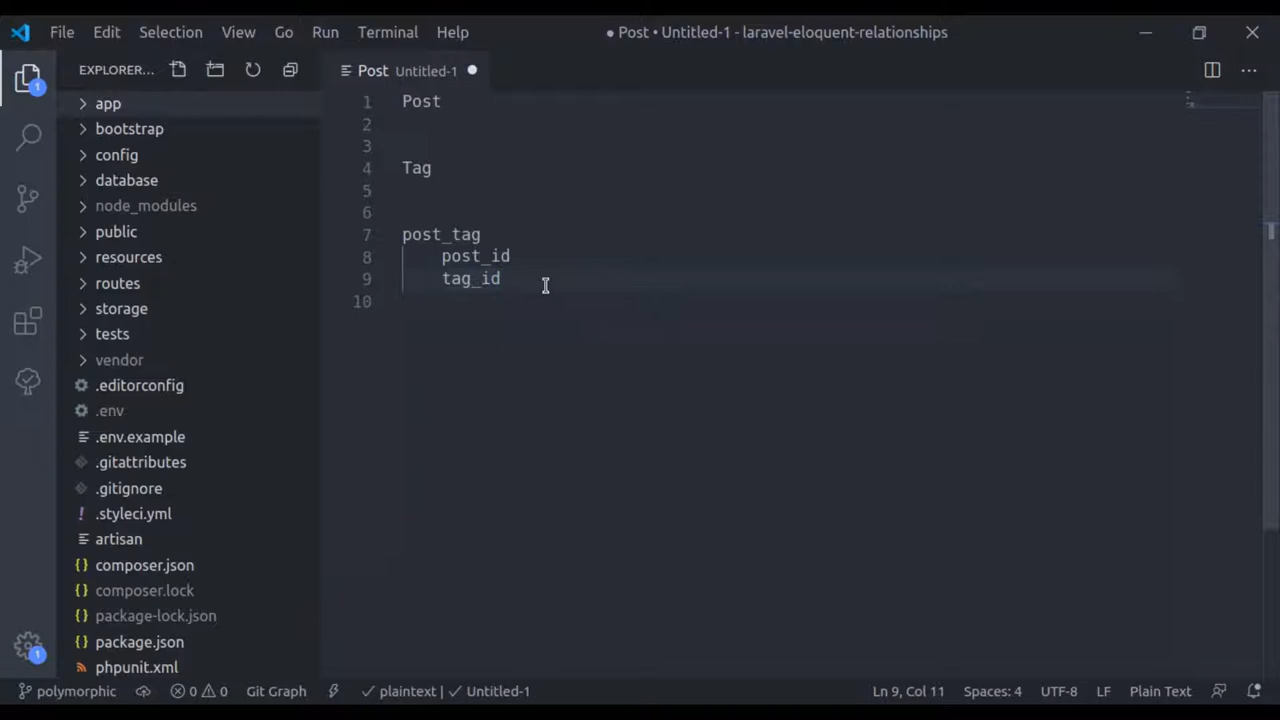 File Edit Selection View Go Run Terminal Help
● Post • Untitled-1 - laravel-eloquent-relationships
EXPLORER...
Post Untitled-1
1
app
bootstrap
config
database
node_modules
public
resources
routes
storage
tests
vendor
.editorconfig
.env
.env.example
.gitattributes
.gitignore
.styleci.yml
artisan
composer.json
composer.lock
package-lock.json
package.json
phpunit.xml
1 Post
2
3
4 Tag
5
6
7 post_tag
8 post_id
9 tag_id
10
1
polymorphic 0 0 Git Graph plaintext | Untitled-1 Ln 9, Col 11 Spaces: 4 UTF-8 LF Plain Text